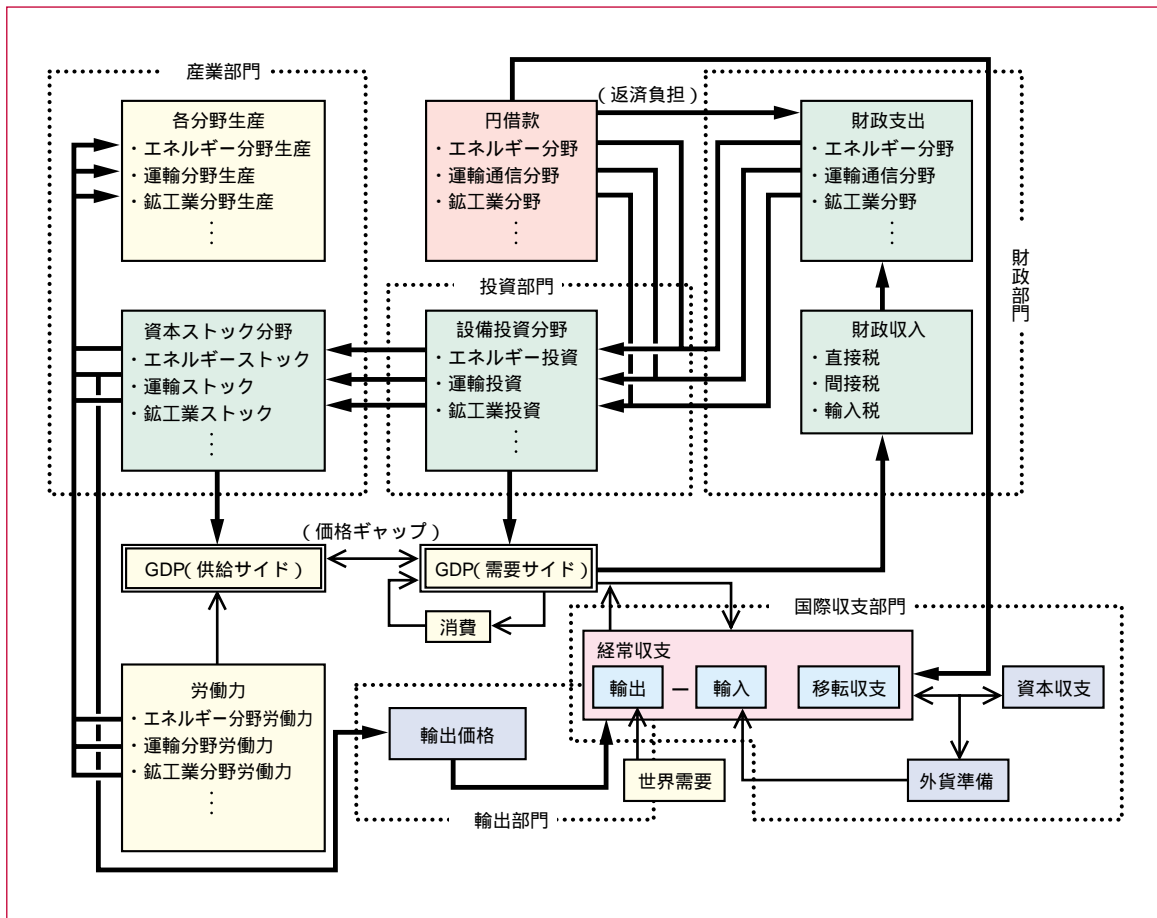 産業部門
各分野生産
・エネルギー分野生産
・運輸分野生産
・鉱工業分野生産
⋮
円借款
・エネルギー分野
・運輸通信分野
・鉱工業分野
⋮
(返済負担)
財政支出
・エネルギー分野
・運輸通信分野
・鉱工業分野
⋮
財政部門
投資部門
資本ストック分野
・エネルギーストック
・運輸ストック
・鉱工業ストック
⋮
設備投資分野
・エネルギー投資
・運輸投資
・鉱工業投資
⋮
財政収入
・直接税
・間接税
・輸入税
(価格ギャップ)
GDP(供給サイド)
GDP(需要サイド)
消費
国際収支部門
経常収支
輸出
−
輸入
移転収支
資本収支
労働力
・エネルギー分野労働力
・運輸分野労働力
・鉱工業分野労働力
⋮
輸出価格
世界需要
外貨準備
輸出部門